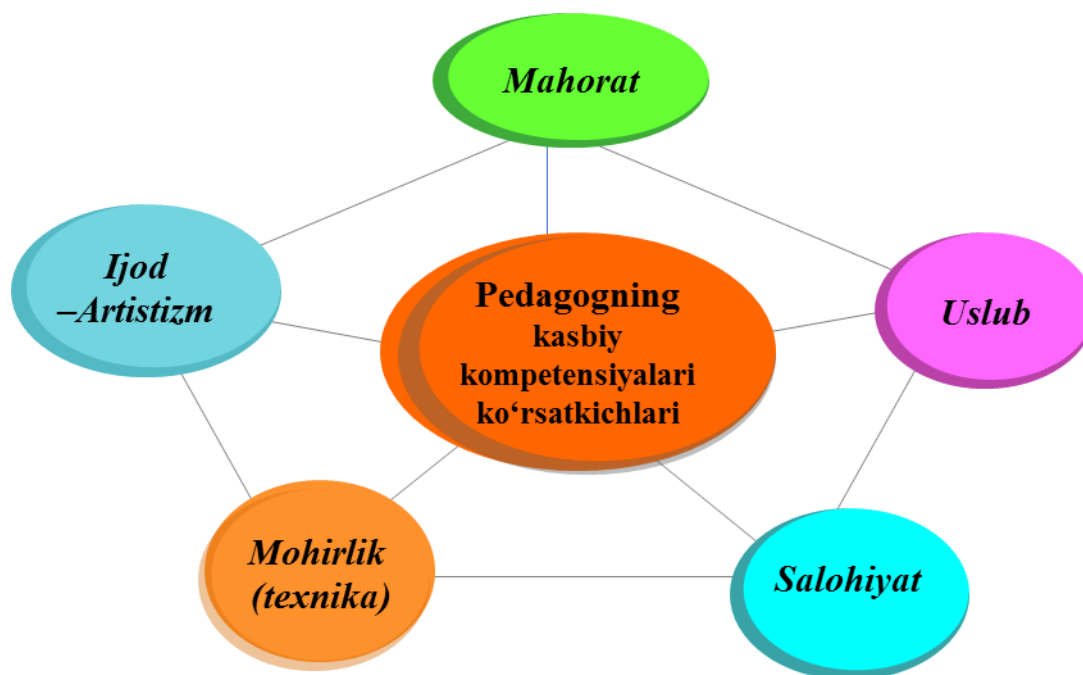 Mahorat
Ijod
–Artistizm
Pedagogning
kasbiy
kompetensiyalari
ko‘rsatkichlari
Uslub
Mohirlik
(texnika)
Salohiyat